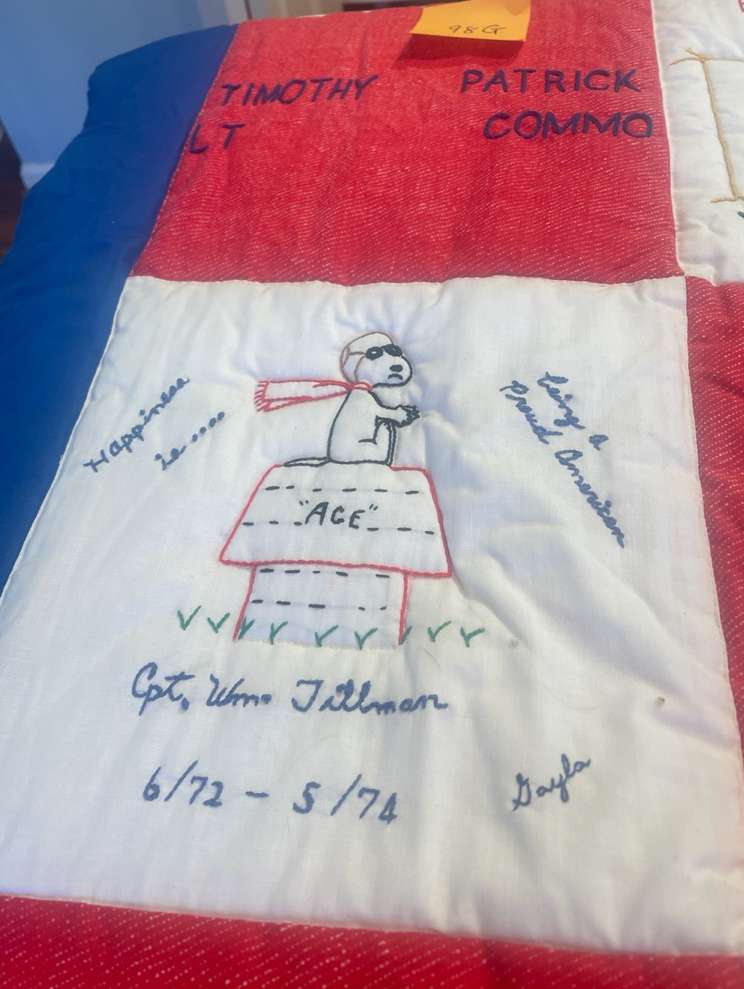 98G
TIMOTHY PATRICK
LT COMMO
Happiness
is....
being a
Proud American
"ACE"
Cpt. Wm. Tillman
6/72 - 5/74
Gayla